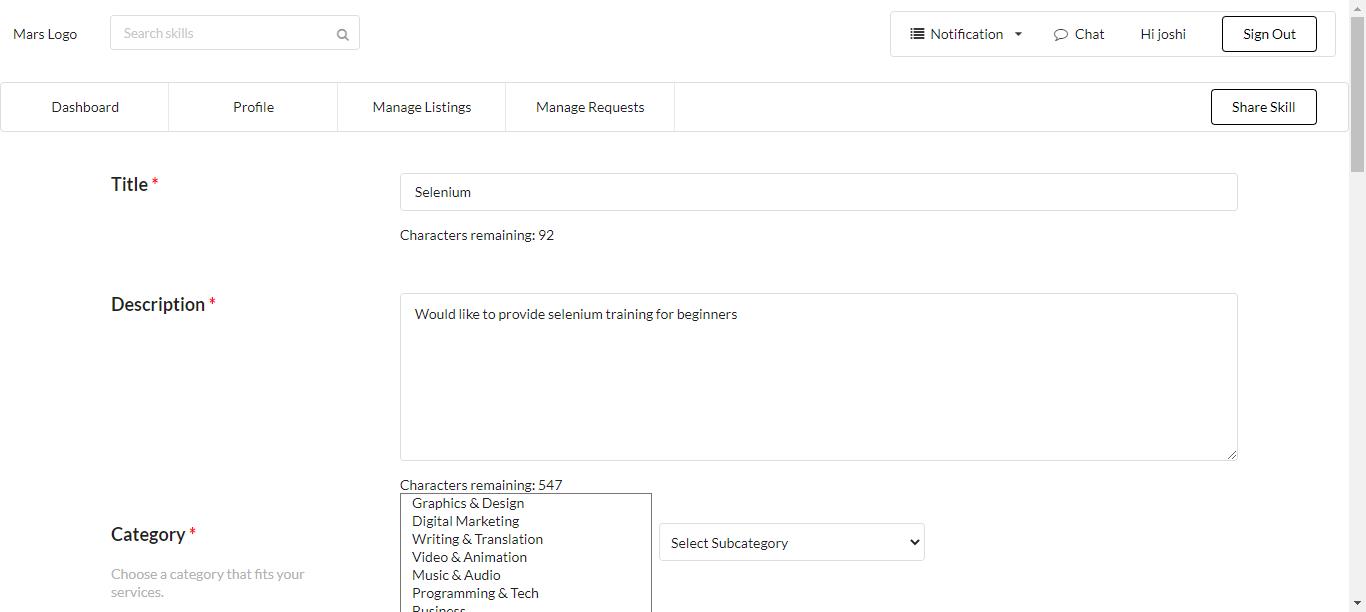 Mars Logo
Search skills
Notification
Chat
Hi joshi
Sign Out
Dashboard
Profile
Manage Listings
Manage Requests
Share Skill
Title *
Selenium
Characters remaining: 92
Description *
Would like to provide selenium training for beginners
Characters remaining: 547
Category *
Choose a category that fits your
services.
Graphics & Design
Digital Marketing
Writing & Translation
Video & Animation
Music & Audio
Programming & Tech
Business
Select Subcategory